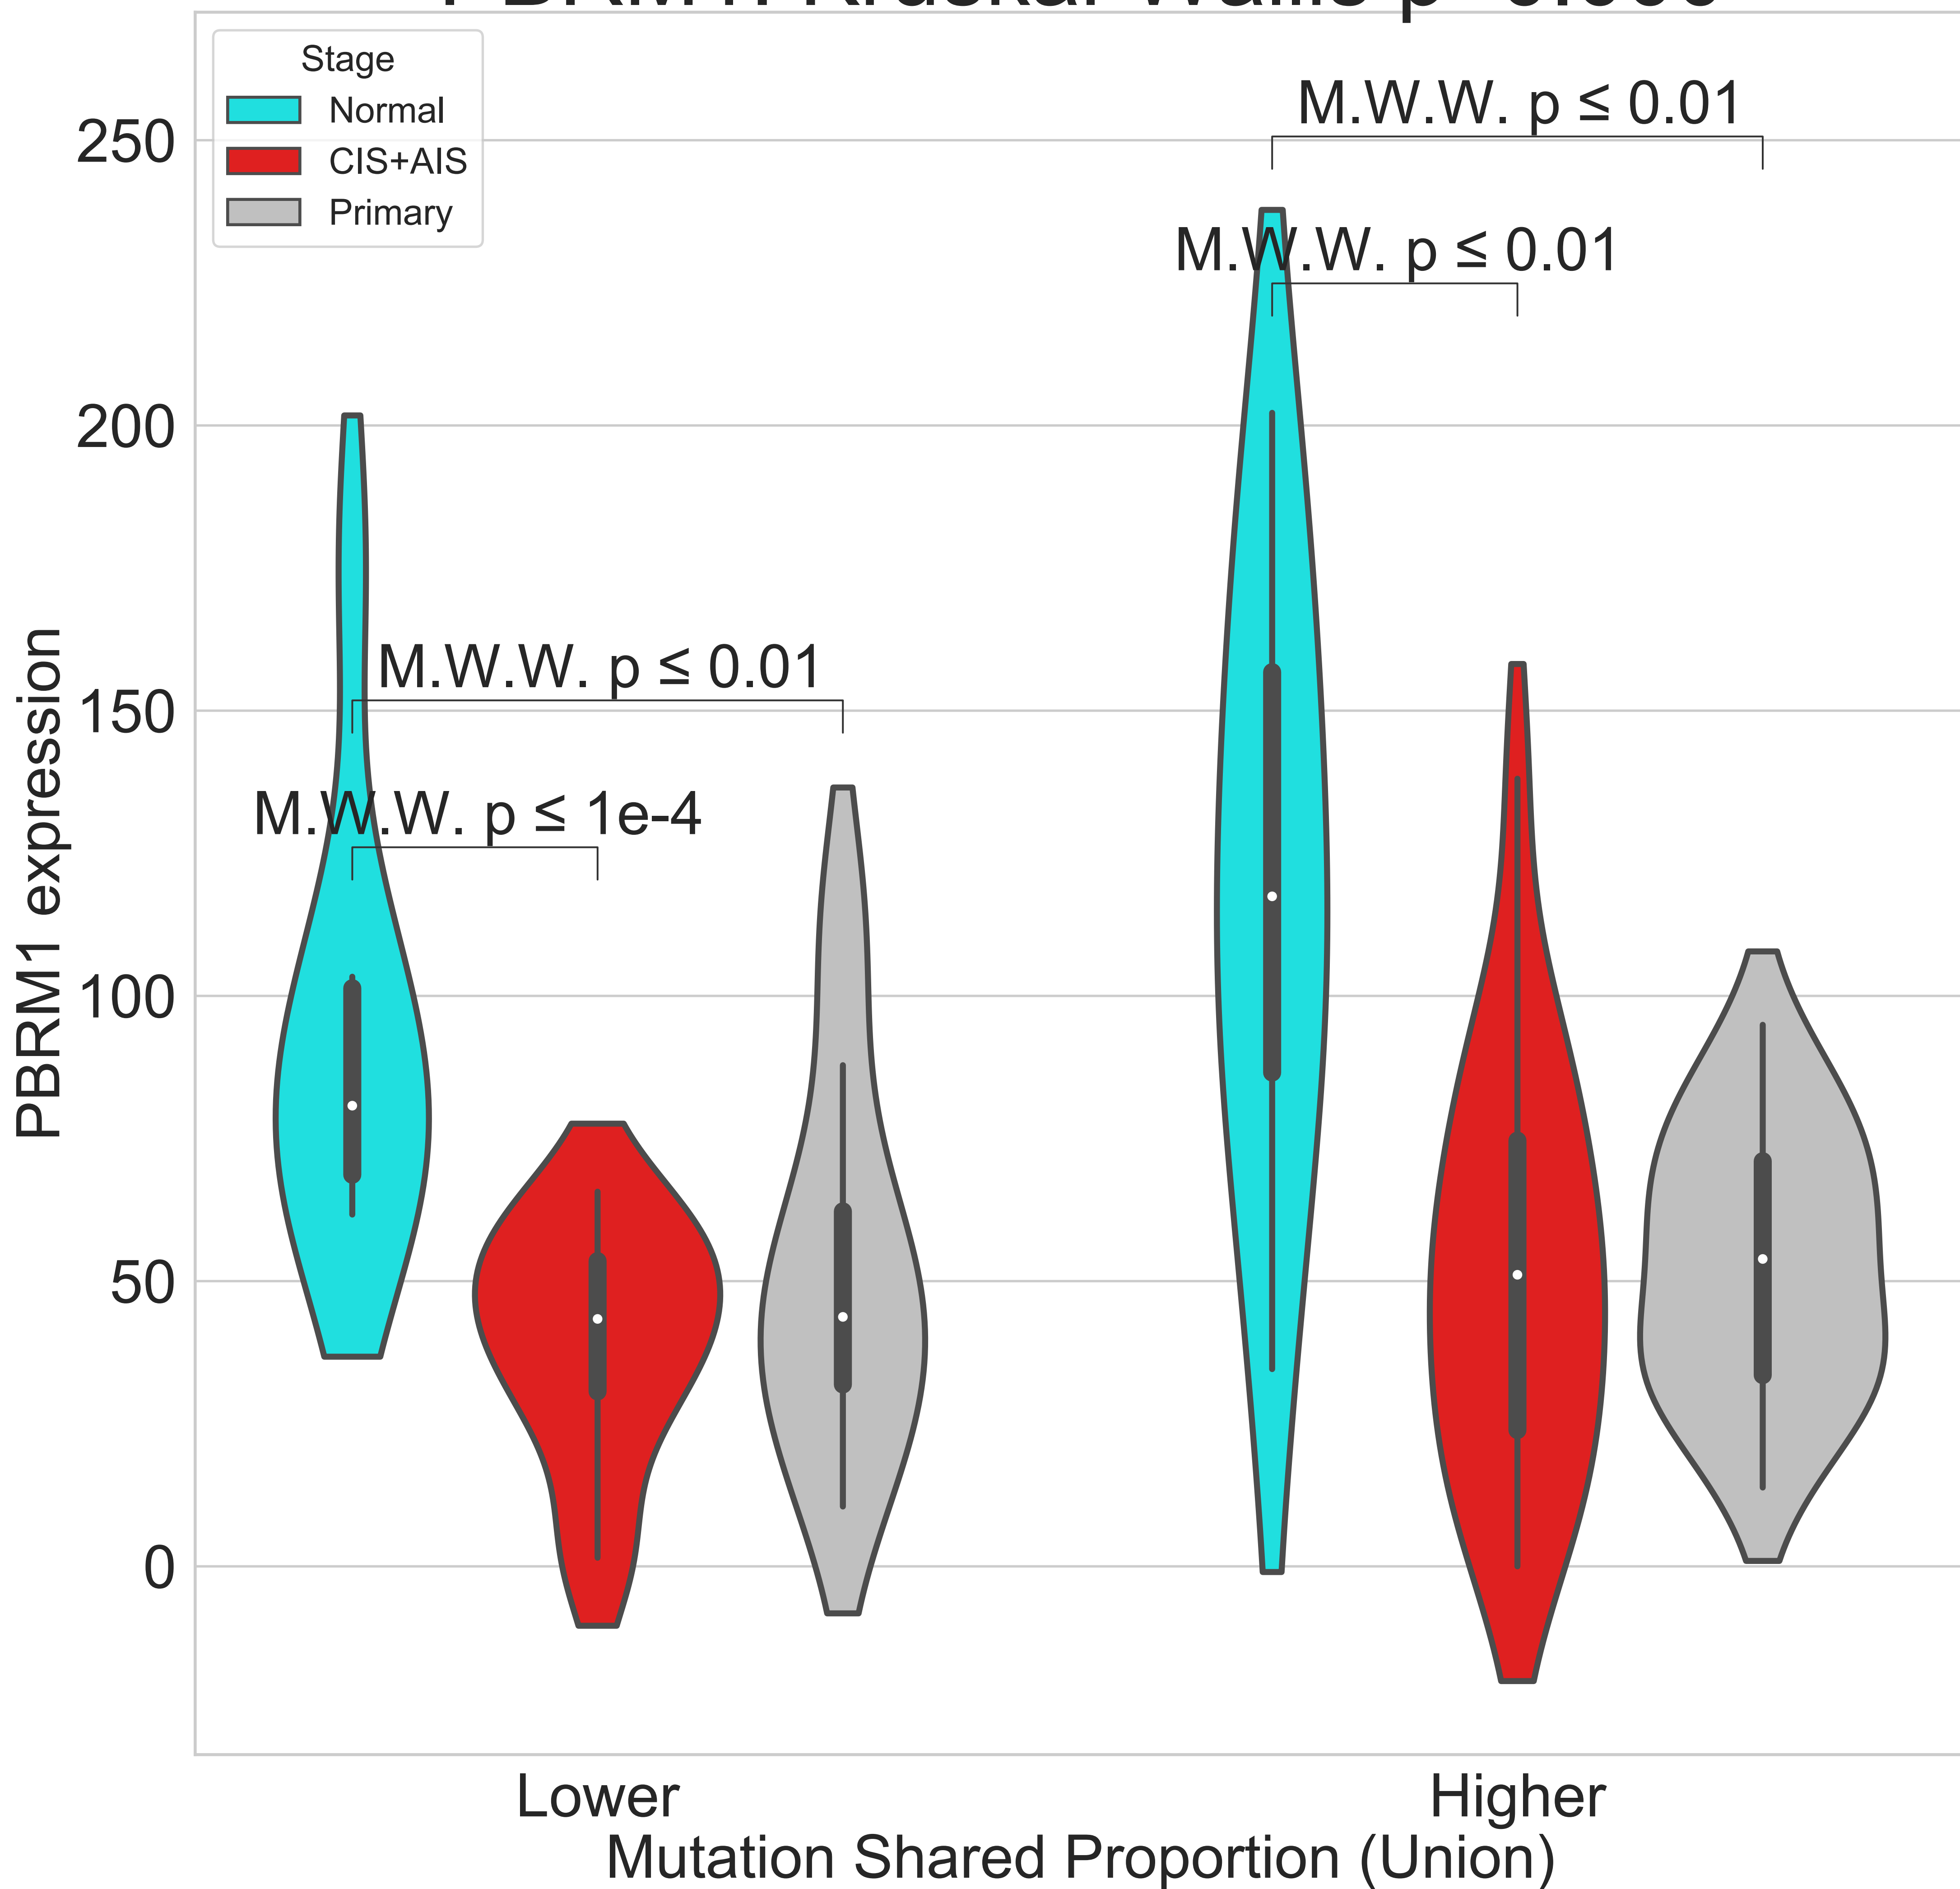 Stage
Normal
CIS+AIS
Primary
M.W.W. p ≤ 0.01
M.W.W. p ≤ 0.01
M.W.W. p ≤ 0.01
M.W.W. p ≤ 1e-4
250
200
150
100
50
0
PBRM1 expression
Lower
Higher
Mutation Shared Proportion (Union)